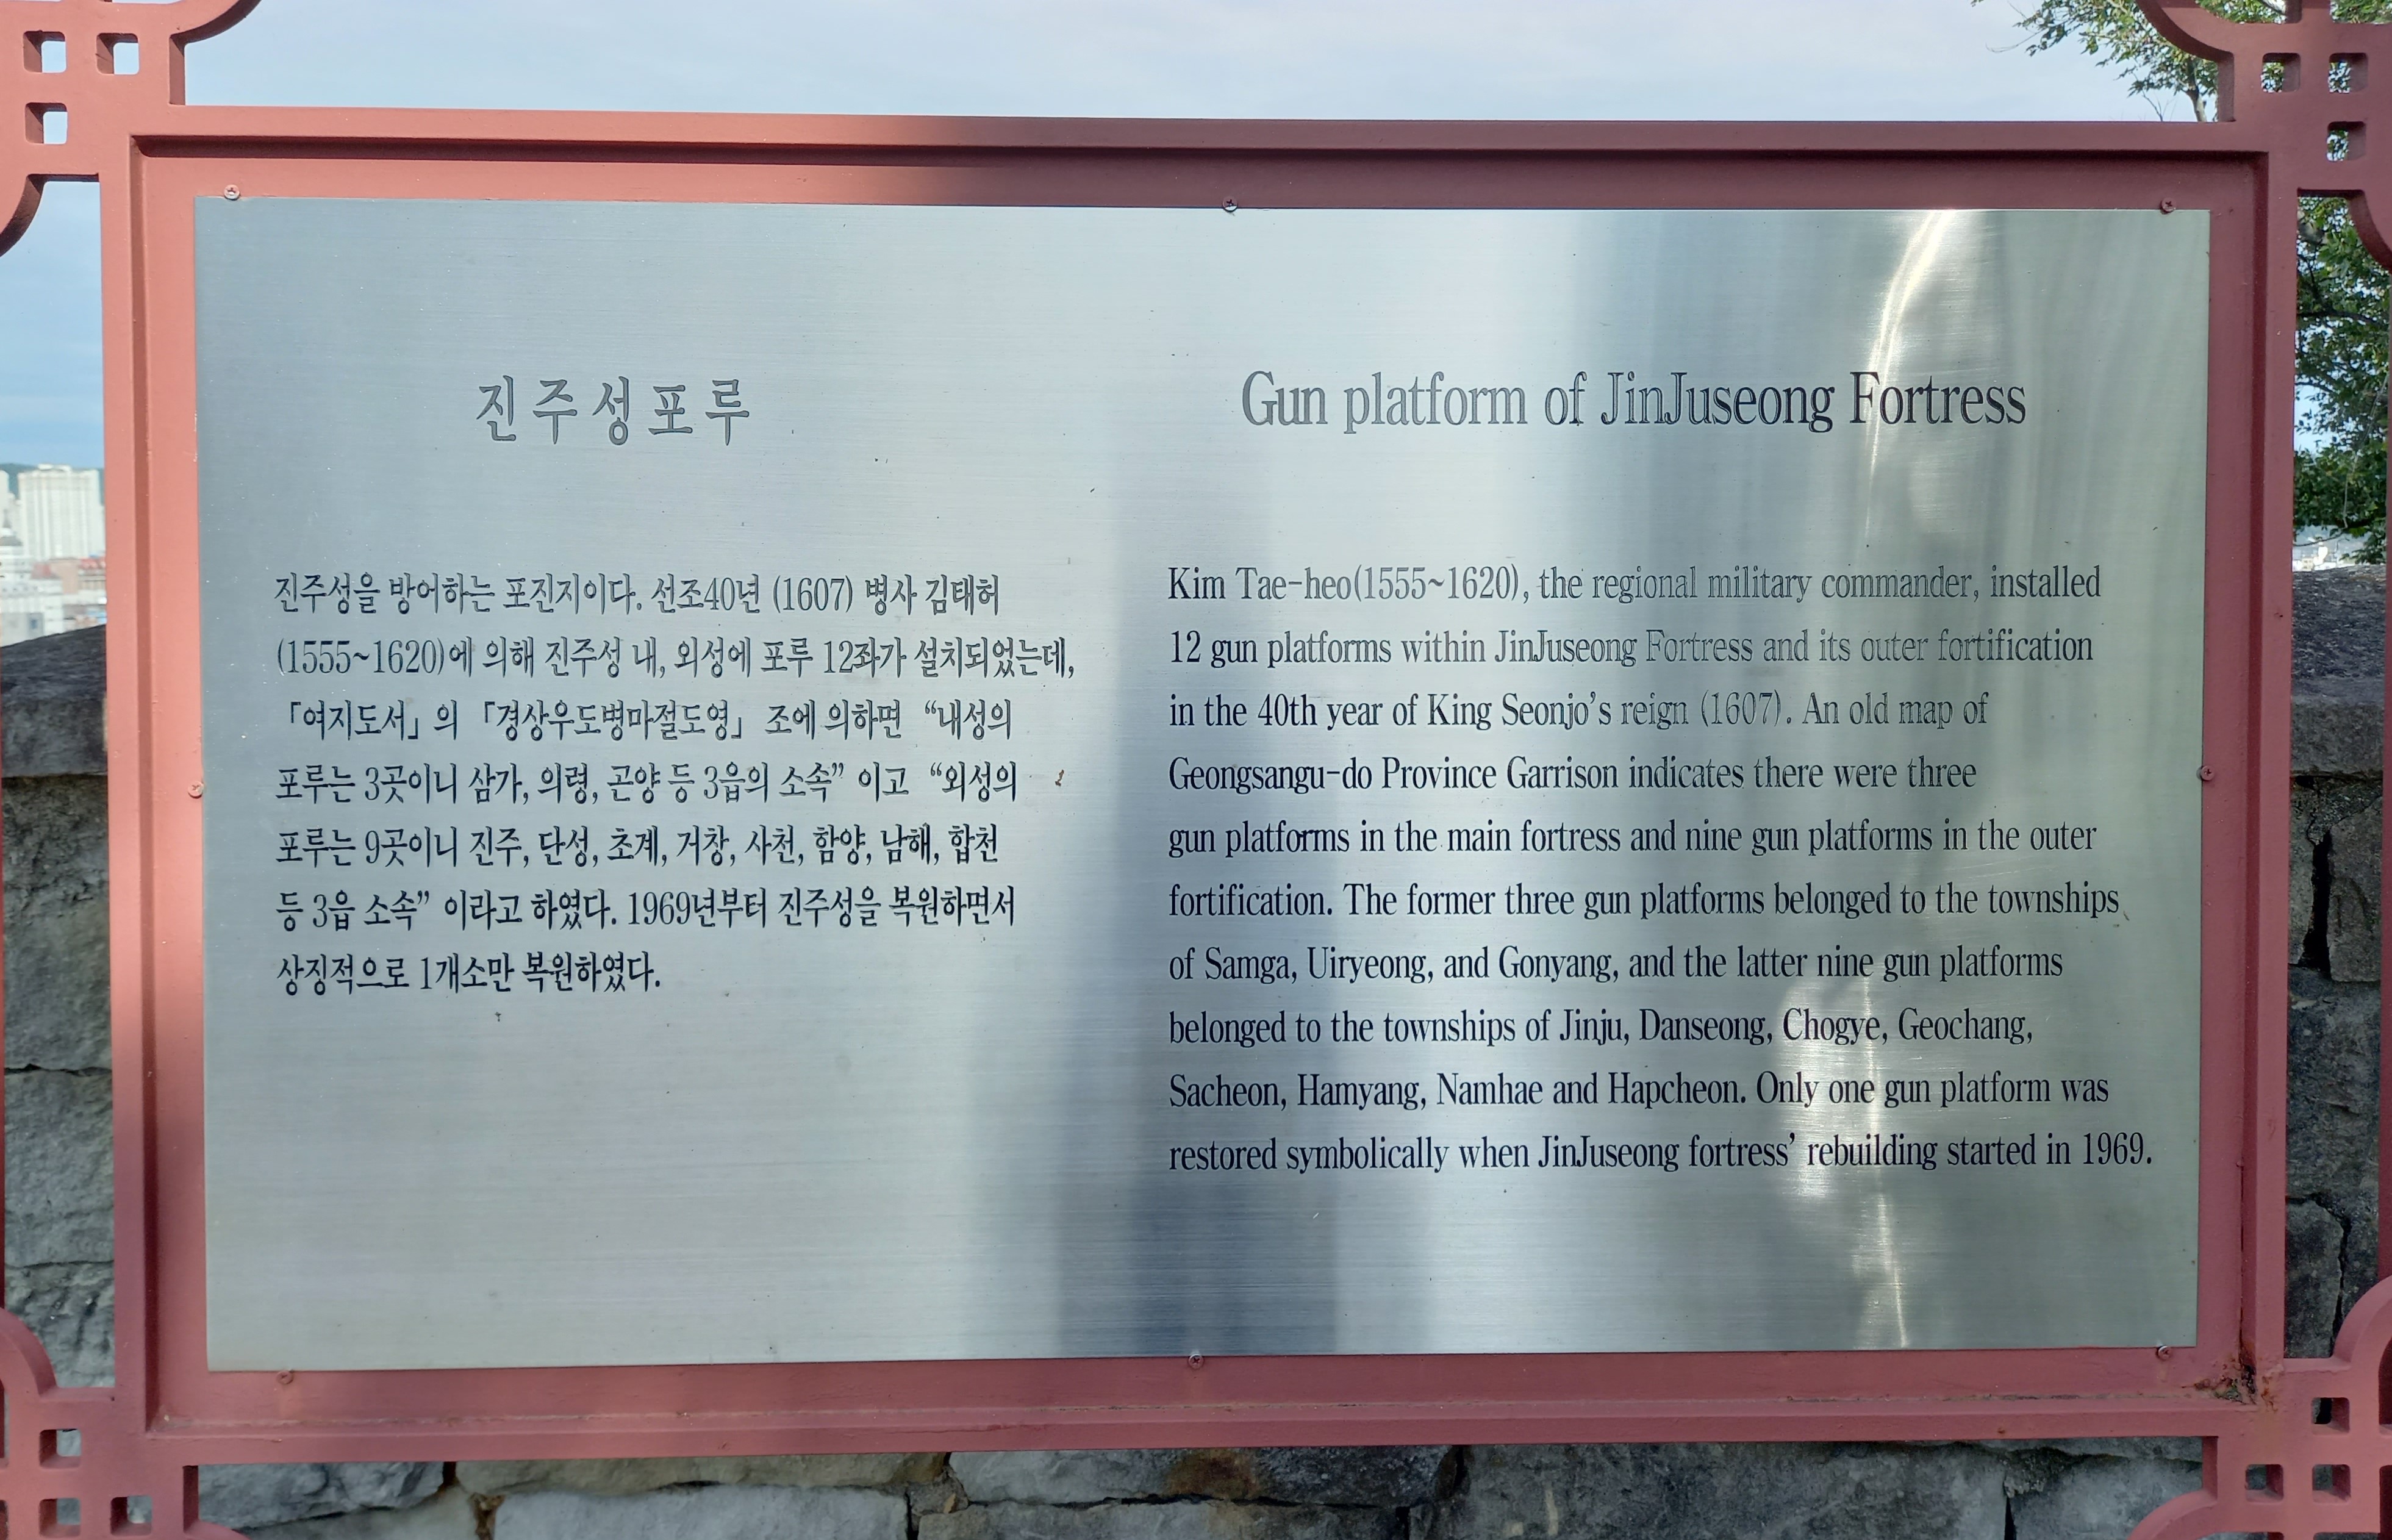 진주성포루
진주성을 방어하는 포진지이다. 선조40년 (1607) 병사 김태허
(1555~1620)에 의해 진주성 내, 외성에 포루 12좌가 설치되었는데,
「여지도서」의 「경상우도병마절도영」 조에 의하면 “내성의
포루는 3곳이니 삼가, 의령, 곤양 등 3읍의 소속” 이고 “외성의
포루는 9곳이니 진주, 단성, 초계, 거창, 사천, 함양, 남해, 합천
등 3읍 소속” 이라고 하였다. 1969년부터 진주성을 복원하면서
상징적으로 1개소만 복원하였다.
Gun platform of JinJuseong Fortress
Kim Tae-heo(1555~1620), the regional military commander, installed
12 gun platforms within JinJuseong Fortress and its outer fortification
in the 40th year of King Seonjo’s reign (1607). An old map of
Geongsangu-do Province Garrison indicates there were three
gun platforms in the main fortress and nine gun platforms in the outer
fortification. The former three gun platforms belonged to the townships
of Samga, Uiryeong, and Gonyang, and the latter nine gun platforms
belonged to the townships of Jinju, Danseong, Chogye, Geochang,
Sacheon, Hamyang, Namhae and Hapcheon. Only one gun platform was
restored symbolically when JinJuseong fortress’ rebuilding started in 1969.